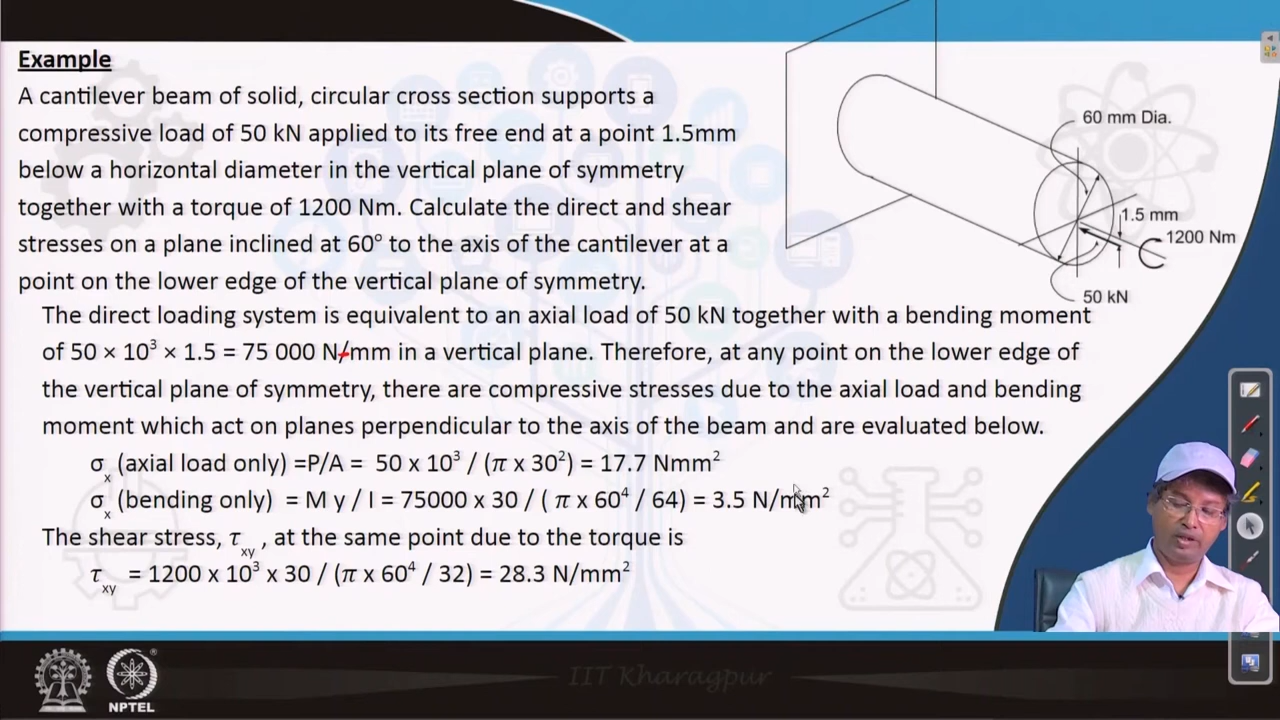 Example
A cantilever beam of solid, circular cross section supports a
compressive load of 50 kN applied to its free end at a point 1.5mm
below a horizontal diameter in the vertical plane of symmetry
together with a torque of 1200 Nm. Calculate the direct and shear
stresses on a plane inclined at 60° to the axis of the cantilever at a
point on the lower edge of the vertical plane of symmetry.
60 mm Dia.
1.5 mm
1200 Nm
50 kN
The direct loading system is equivalent to an axial load of 50 kN together with a bending moment
of 50 × 10³ × 1.5 = 75 000 N/mm in a vertical plane. Therefore, at any point on the lower edge of
the vertical plane of symmetry, there are compressive stresses due to the axial load and bending
moment which act on planes perpendicular to the axis of the beam and are evaluated below.
σx (axial load only) =P/A = 50 x 10³ / (π x 30²) = 17.7 Nmm²
σx (bending only) = M y / I = 75000 x 30 / ( π x 60⁴ / 64) = 3.5 N/mm²
The shear stress, τxy, at the same point due to the torque is
τxy = 1200 x 10³ x 30 / (π x 60⁴ / 32) = 28.3 N/mm²
IIT Kharagpur
NPTEL